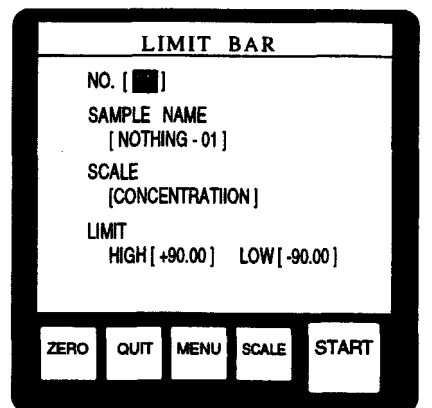 LIMIT BAR
NO. [ ]
SAMPLE NAME
[ NOTHING - 01 ]
SCALE
[CONCENTRATIION ]
LIMIT
HIGH [ +90.00 ] LOW [ -90.00 ]
ZERO QUIT MENU SCALE START